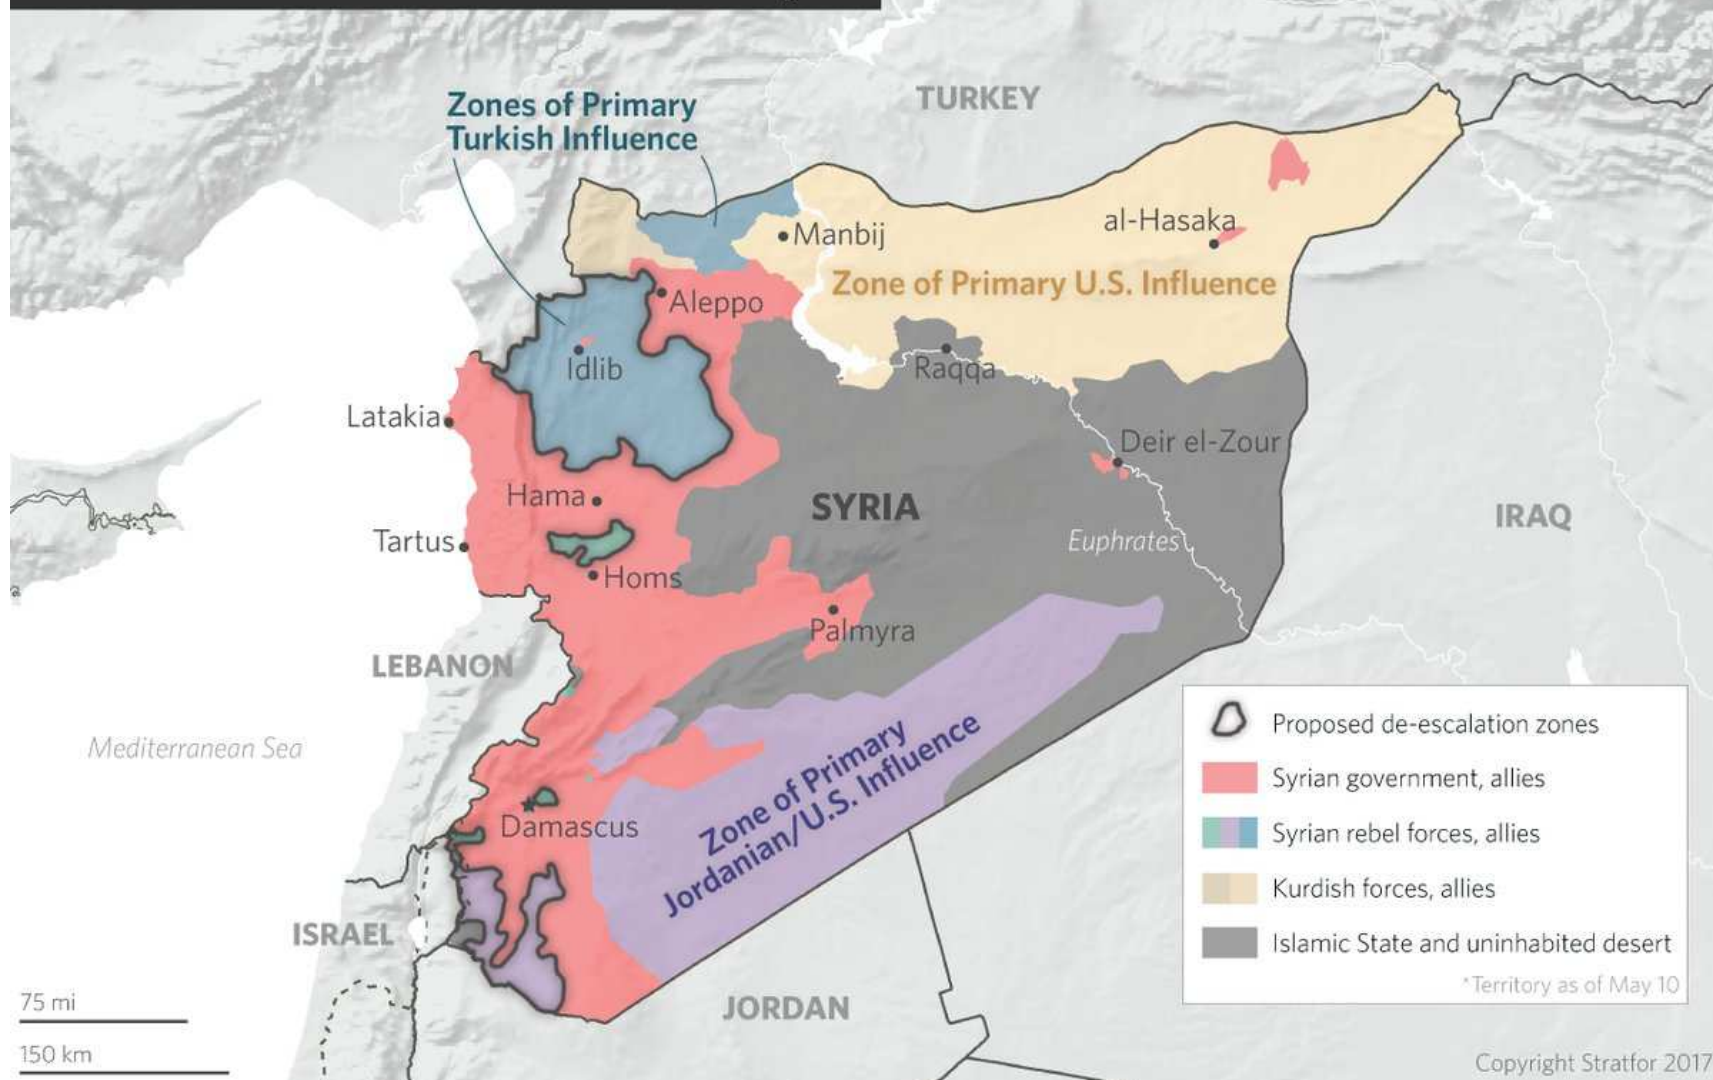 Zones of Primary
Turkish Influence
TURKEY
Manbij
al-Hasaka
Zone of Primary U.S. Influence
Aleppo
Idlib
Raqqa
Latakia
Deir el-Zour
Hama
SYRIA
IRAQ
Tartus
Euphrates
Homs
Palmyra
LEBANON
Mediterranean Sea
Zone of Primary
Jordanian/U.S. Influence
Damascus
ISRAEL
JORDAN
Proposed de-escalation zones
Syrian government, allies
Syrian rebel forces, allies
Kurdish forces, allies
Islamic State and uninhabited desert
*Territory as of May 10
75 mi
150 km
Copyright Stratfor 2017